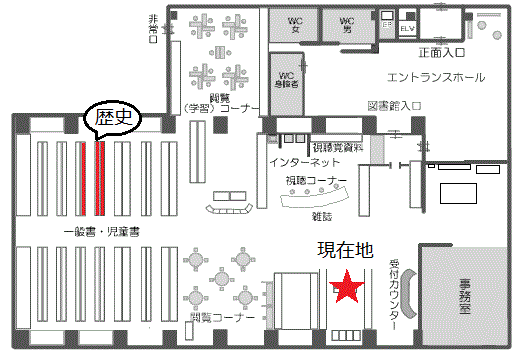 非常口
WC
女
WC
男
EB
ELV
正面入口
エントランスホール
WC
身障者
閲覧
(学習)コーナー
図書館入口
歴史
視聴覚資料
インターネット
視聴コーナー
雑誌
一般書・児童書
現在地
受付カウンター
事務室
閲覧コーナー